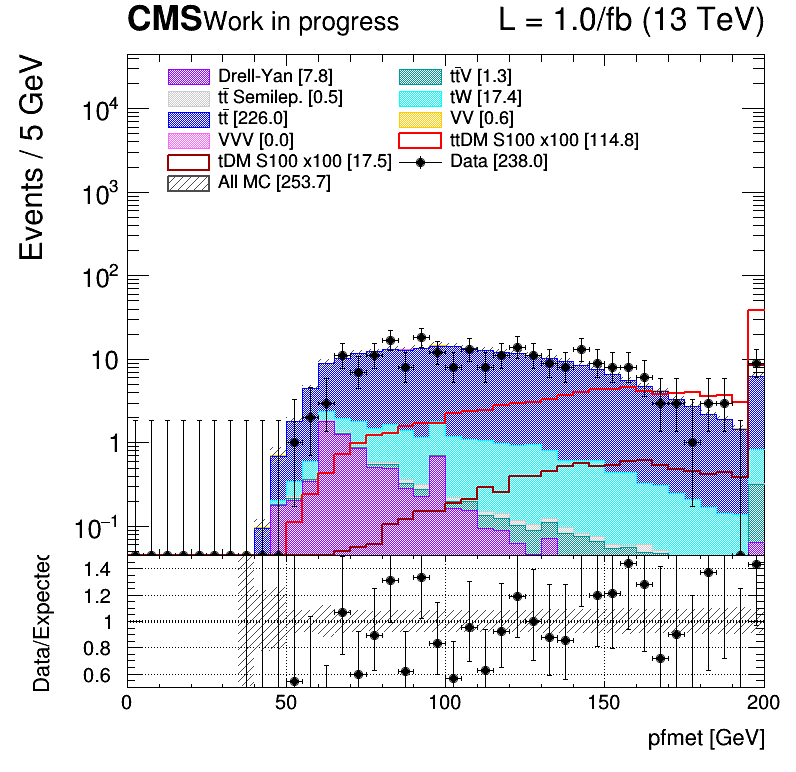 CMS Work in progress L = 1.0/fb (13 TeV)
Events / 5 GeV
Drell-Yan [7.8]
tt̄V [1.3]
tt̄ Semilep. [0.5]
tW [17.4]
tt̄ [226.0]
VV [0.6]
VVV [0.0]
ttDM S100 x100 [114.8]
tDM S100 x100 [17.5]
Data [238.0]
All MC [253.7]
10⁴
10³
10²
10
1
10⁻¹
Data/Expected
1.4
1.2
1
0.8
0.6
0 50 100 150 200
pfmet [GeV]